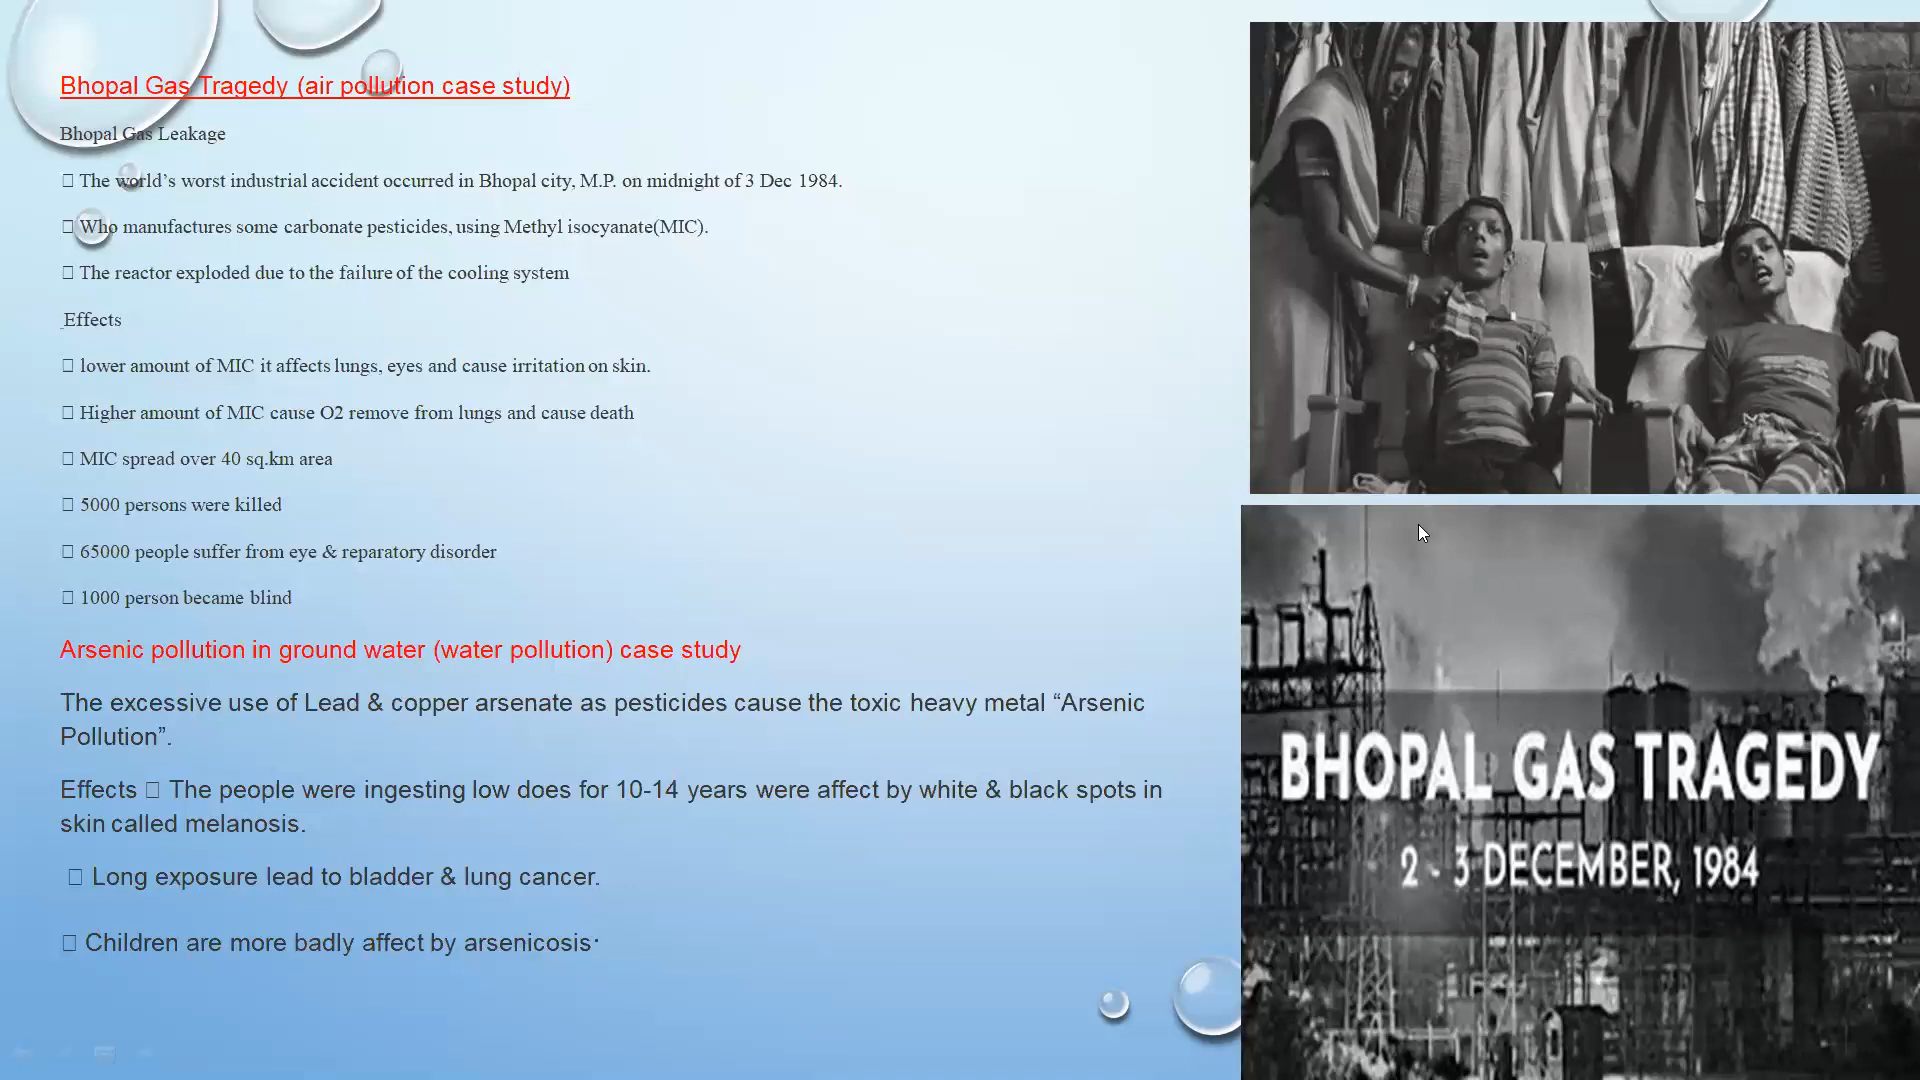 Bhopal Gas Tragedy (air pollution case study)
Bhopal Gas Leakage
▯ The world’s worst industrial accident occurred in Bhopal city, M.P. on midnight of 3 Dec 1984.
▯ Who manufactures some carbonate pesticides, using Methyl isocyanate(MIC).
▯ The reactor exploded due to the failure of the cooling system
Effects
▯ lower amount of MIC it affects lungs, eyes and cause irritation on skin.
▯ Higher amount of MIC cause O2 remove from lungs and cause death
▯ MIC spread over 40 sq.km area
▯ 5000 persons were killed
▯ 65000 people suffer from eye & reparatory disorder
▯ 1000 person became blind
Arsenic pollution in ground water (water pollution) case study
The excessive use of Lead & copper arsenate as pesticides cause the toxic heavy metal “Arsenic
Pollution”.
Effects ▯ The people were ingesting low does for 10-14 years were affect by white & black spots in
skin called melanosis.
▯ Long exposure lead to bladder & lung cancer.
▯ Children are more badly affect by arsenicosis.
BHOPAL GAS TRAGEDY
2 - 3 DECEMBER, 1984